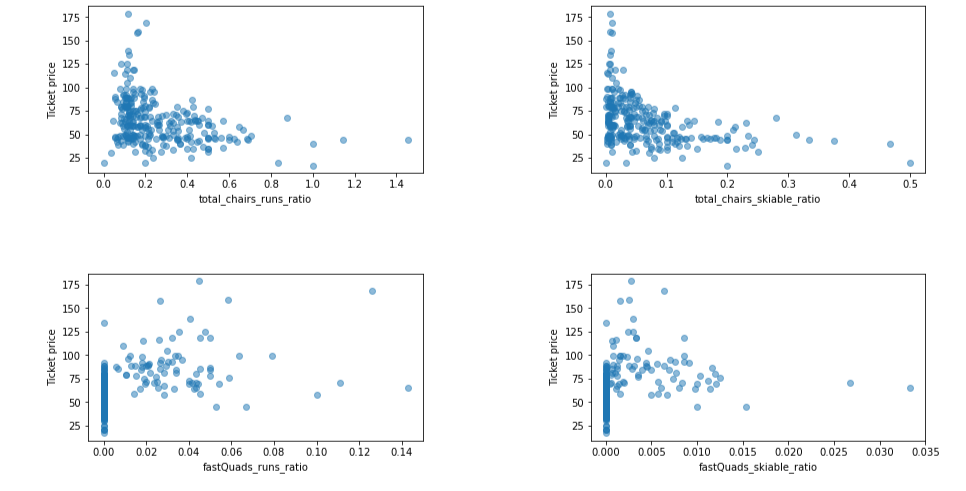 175
150
125
100
75
50
25
Ticket price
0.0 0.2 0.4 0.6 0.8 1.0 1.2 1.4
total_chairs_runs_ratio
175
150
125
100
75
50
25
Ticket price
0.0 0.1 0.2 0.3 0.4 0.5
total_chairs_skiable_ratio
175
150
125
100
75
50
25
Ticket price
0.00 0.02 0.04 0.06 0.08 0.10 0.12 0.14
fastQuads_runs_ratio
175
150
125
100
75
50
25
Ticket price
0.000 0.005 0.010 0.015 0.020 0.025 0.030 0.035
fastQuads_skiable_ratio